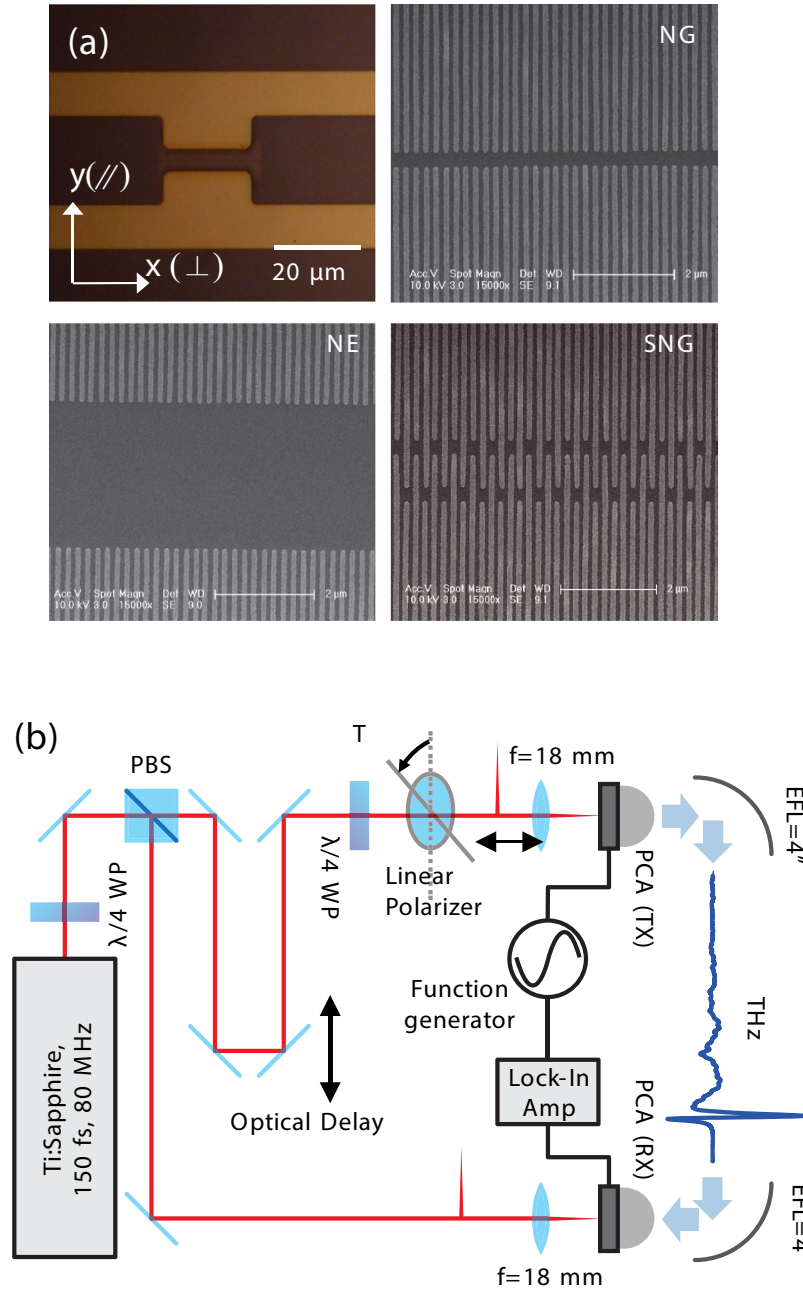 (a)
y(//)
x (⊥)
20 μm
NG
Acc.V Spot Magn Det WD
10.0 kV 3.0 15000x SE 9.1
2 μm
NE
Acc.V Spot Magn Det WD
10.0 kV 3.0 15000x SE 9.0
2 μm
SNG
Acc.V Spot Magn Det WD
10.0 kV 3.0 15000x SE 9.1
2 μm
(b)
PBS
T
f=18 mm
EFL=4"
λ/4 WP
λ/4 WP
Linear
Polarizer
PCA (TX)
Function
generator
THz
Ti:Sapphire,
150 fs, 80 MHz
Optical Delay
Lock-In
Amp
PCA (RX)
f=18 mm
EFL=4